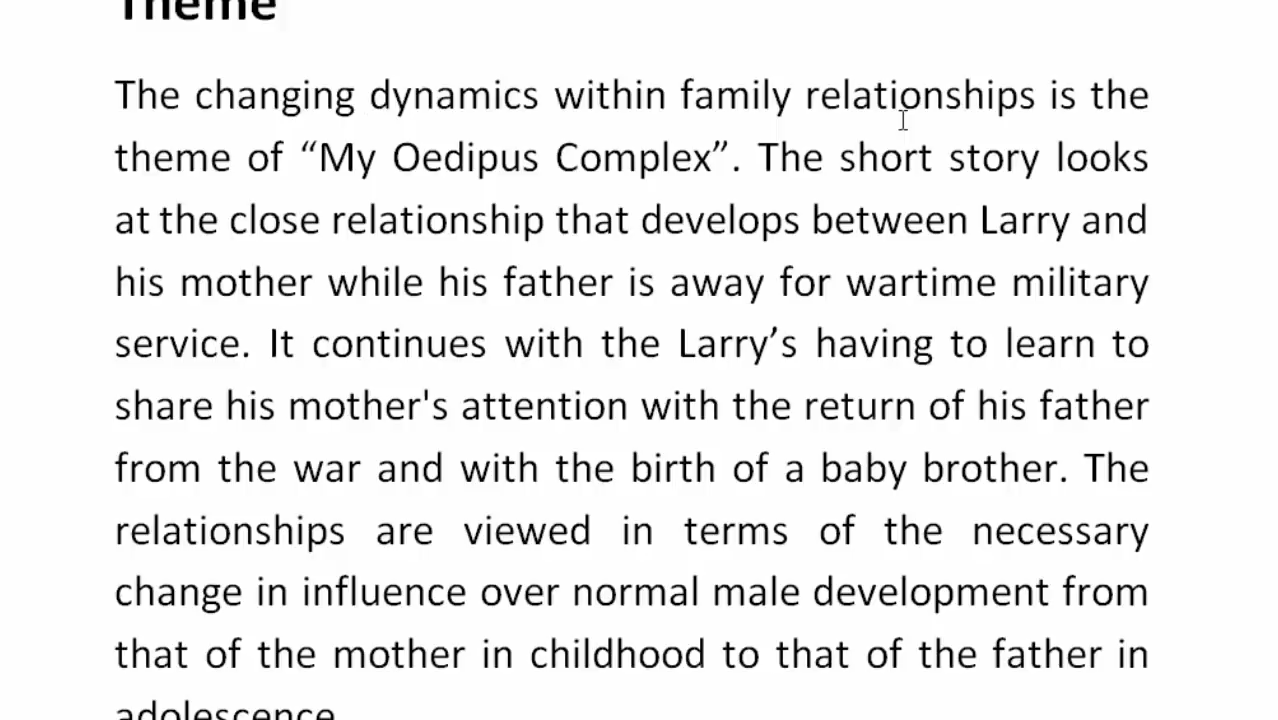 Theme
The changing dynamics within family relationships is the
theme of “My Oedipus Complex”. The short story looks
at the close relationship that develops between Larry and
his mother while his father is away for wartime military
service. It continues with the Larry’s having to learn to
share his mother's attention with the return of his father
from the war and with the birth of a baby brother. The
relationships are viewed in terms of the necessary
change in influence over normal male development from
that of the mother in childhood to that of the father in
adolescence.